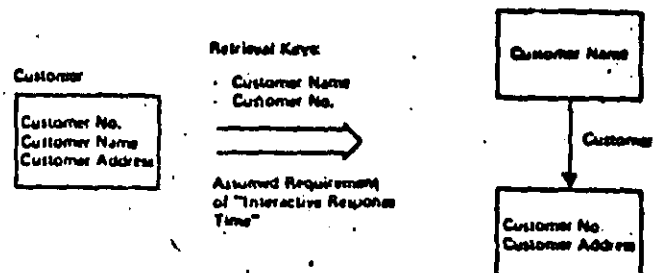 Customer
Customer No.
Customer Name
Customer Address
Retrieval Keys:
· Customer Name
· Customer No.
Assumed Requirement
of "Interactive Response
Time"
Customer Name
Customer
Customer No.
Customer Address